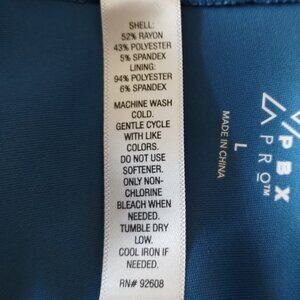 SHELL:
52% RAYON
43% POLYESTER
5% SPANDEX
LINING:
94% POLYESTER
6% SPANDEX
MACHINE WASH
COLD.
GENTLE CYCLE
WITH LIKE
COLORS.
DO NOT USE
SOFTENER.
ONLY NON-
CHLORINE
BLEACH WHEN
NEEDED.
TUMBLE DRY
LOW.
COOL IRON IF
NEEDED.
RN# 92608
PBX
PRO™
L
MADE IN CHINA